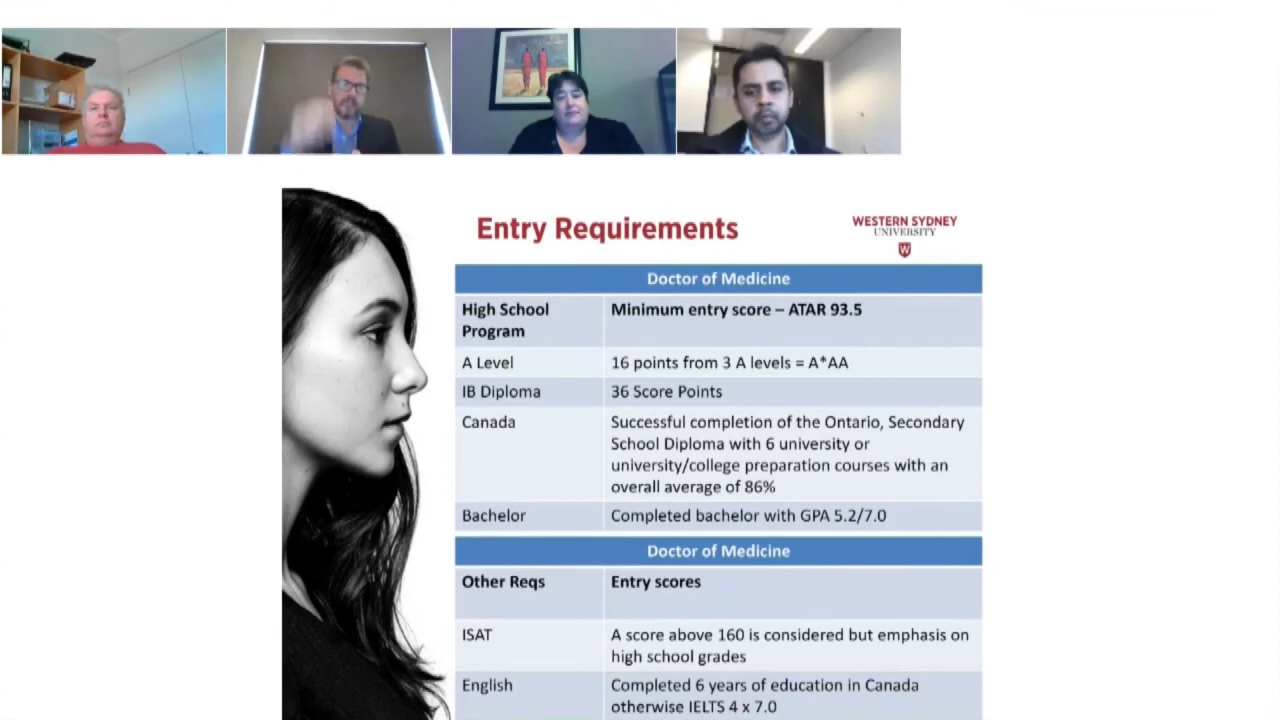 Entry Requirements
WESTERN SYDNEY
UNIVERSITY
W
Doctor of Medicine
High School
Program
Minimum entry score – ATAR 93.5
A Level
16 points from 3 A levels = A*AA
IB Diploma
36 Score Points
Canada
Successful completion of the Ontario, Secondary
School Diploma with 6 university or
university/college preparation courses with an
overall average of 86%
Bachelor
Completed bachelor with GPA 5.2/7.0
Doctor of Medicine
Other Reqs
Entry scores
ISAT
A score above 160 is considered but emphasis on
high school grades
English
Completed 6 years of education in Canada
otherwise IELTS 4 x 7.0